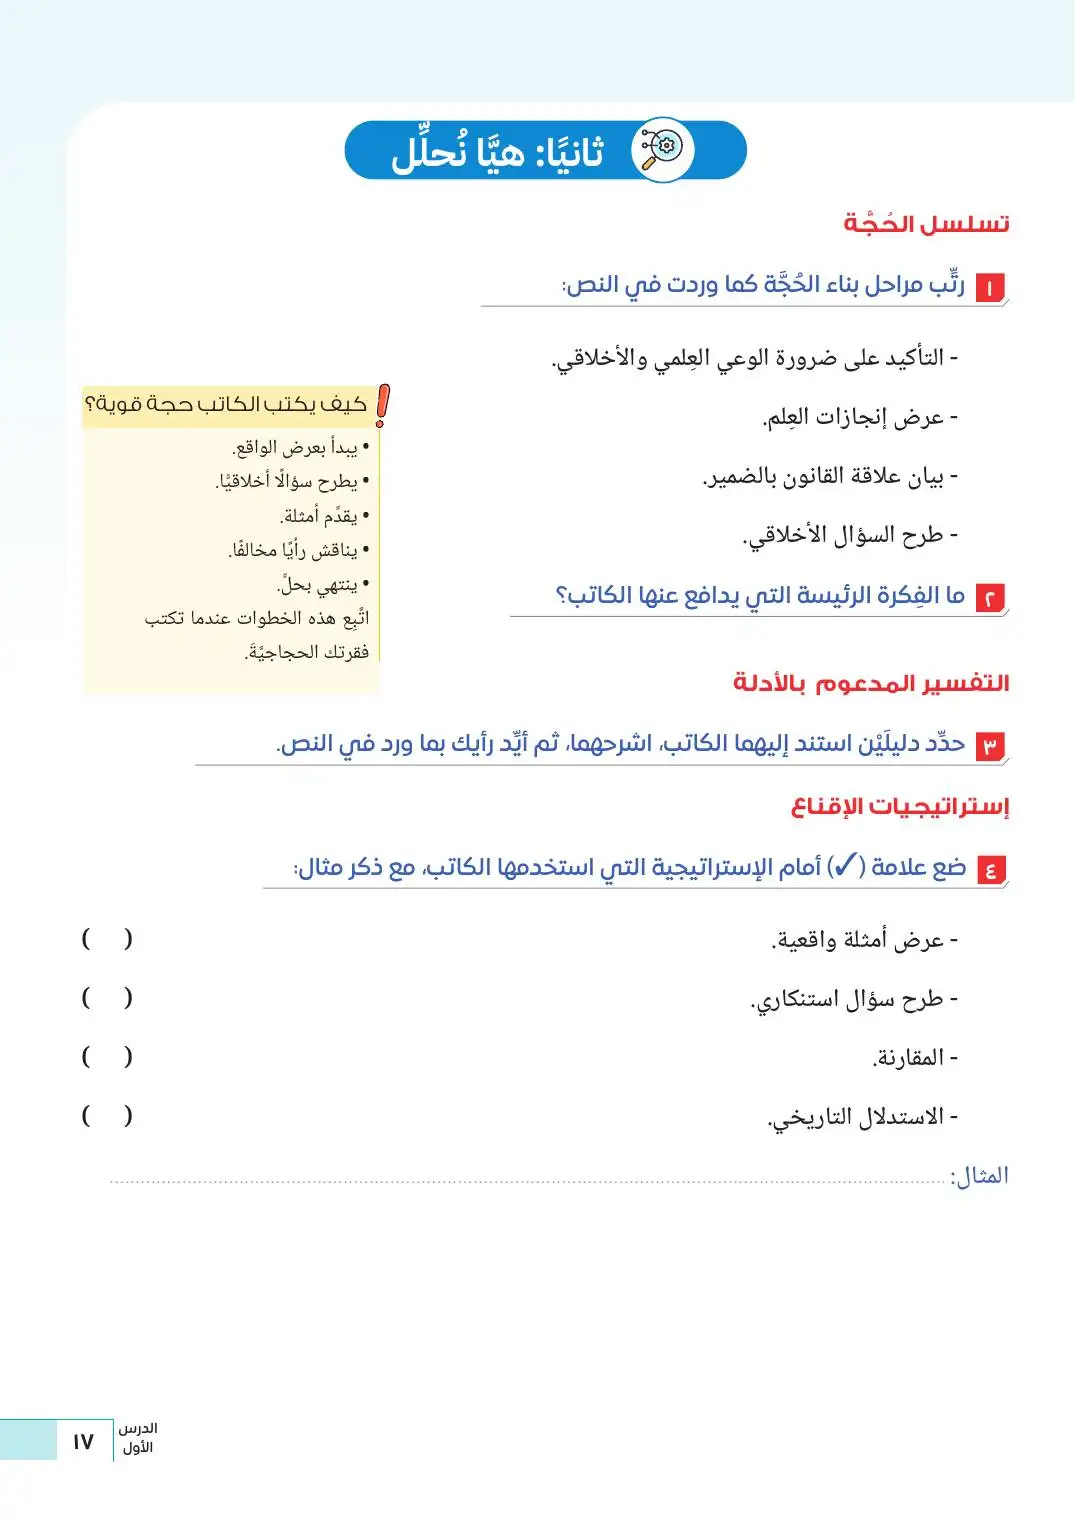 ثانيًا: هيَّا نُحلِّل
تسلسل الحُجَّة
١ رتِّب مراحل بناء الحُجَّة كما وردت في النص:
- التأكيد على ضرورة الوعي العِلمي والأخلاقي.
- عرض إنجازات العِلم.
- بيان علاقة القانون بالضمير.
- طرح السؤال الأخلاقي.
كيف يكتب الكاتب حجة قوية؟
• يبدأ بعرض الواقع.
• يطرح سؤالًا أخلاقيًّا.
• يقدِّم أمثلة.
• يناقش رأيًا مخالفًا.
• ينتهي بحلٍّ.
اتَّبِع هذه الخطوات عندما تكتب
فقرتك الحجاجيَّةَ.
٢ ما الفِكرة الرئيسة التي يدافع عنها الكاتب؟
التفسير المدعوم بالأدلة
٣ حدِّد دليلَيْن استند إليهما الكاتب، اشرحهما، ثم أيِّد رأيك بما ورد في النص.
إستراتيجيات الإقناع
٤ ضع علامة (✓) أمام الإستراتيجية التي استخدمها الكاتب، مع ذكر مثال:
- عرض أمثلة واقعية. ( )
- طرح سؤال استنكاري. ( )
- المقارنة. ( )
- الاستدلال التاريخي. ( )
المثال: ........................................................................
الدرس
الأول
١٧